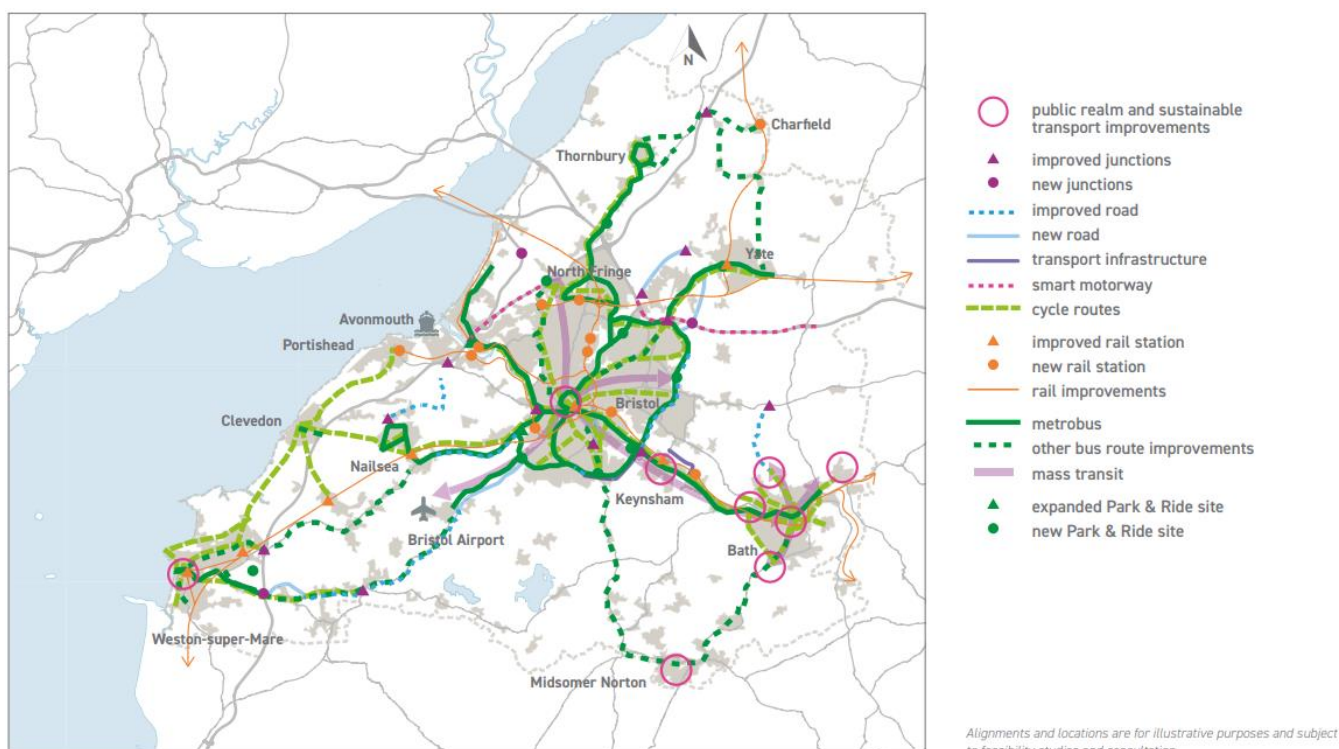 N
Charfield
Thornbury
Yate
North Fringe
Avonmouth
Portishead
Clevedon
Bristol
Nailsea
Keynsham
Bristol Airport
Bath
Weston-super-Mare
Midsomer Norton
public realm and sustainable
transport improvements
improved junctions
new junctions
improved road
new road
transport infrastructure
smart motorway
cycle routes
improved rail station
new rail station
rail improvements
metrobus
other bus route improvements
mass transit
expanded Park & Ride site
new Park & Ride site
Alignments and locations are for illustrative purposes and subject